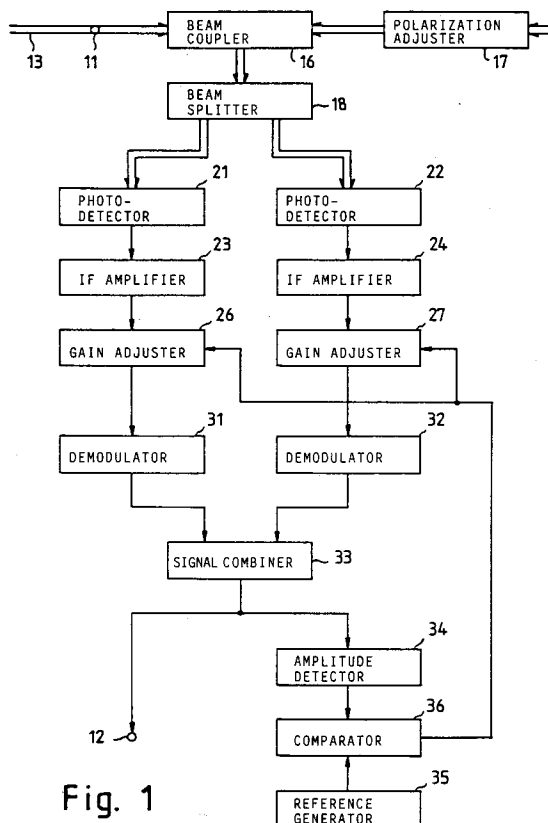 BEAM
COUPLER
POLARIZATION
ADJUSTER
13
11
16
17
BEAM
SPLITTER
18
21
22
PHOTO-
DETECTOR
PHOTO-
DETECTOR
23
24
IF AMPLIFIER
IF AMPLIFIER
26
27
GAIN ADJUSTER
GAIN ADJUSTER
31
32
DEMODULATOR
DEMODULATOR
SIGNAL COMBINER
33
34
AMPLITUDE
DETECTOR
36
12
COMPARATOR
35
Fig. 1
REFERENCE
GENERATOR